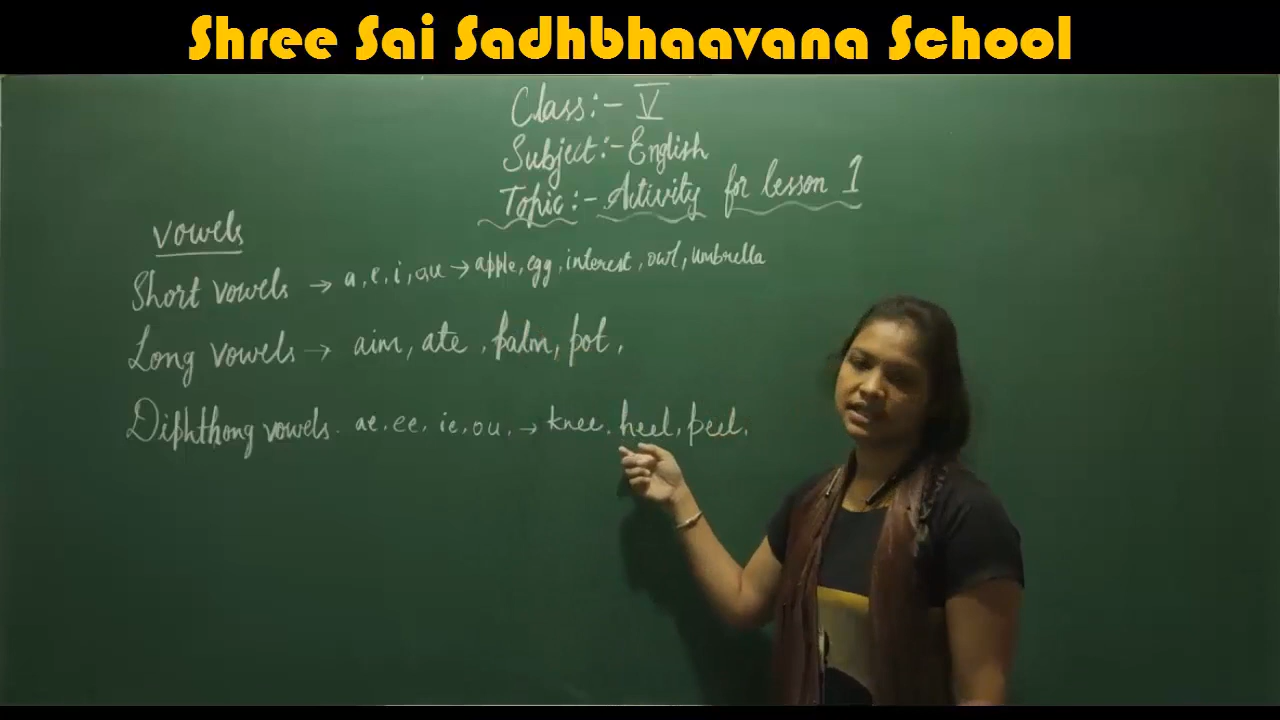 Shree Sai Sadhbhaavana School
Class:- V
Subject:- English
Topic:- Activity for lesson 1
vowels
Short vowels → a, e, i, o, u → apple, egg, interest, owl, umbrella
Long vowels → aim, ate, palm, pot,
Diphthong vowels. ae, ee, ie, ou, → knee, heel, peel,